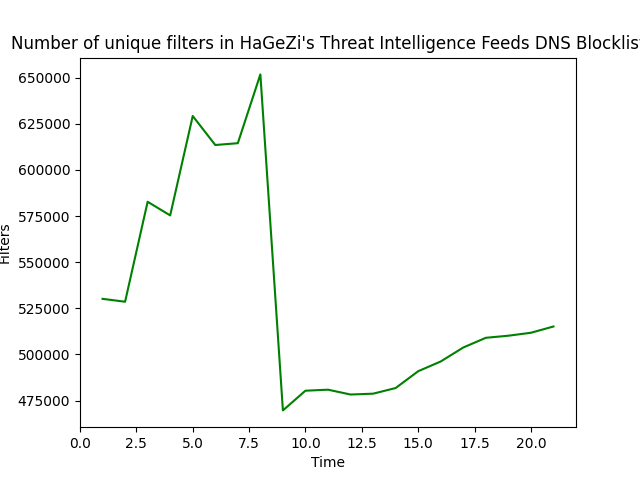 Number of unique filters in HaGeZi's Threat Intelligence Feeds DNS Blocklist
650000
625000
600000
575000
550000
525000
500000
475000
Filters
0.0 2.5 5.0 7.5 10.0 12.5 15.0 17.5 20.0
Time